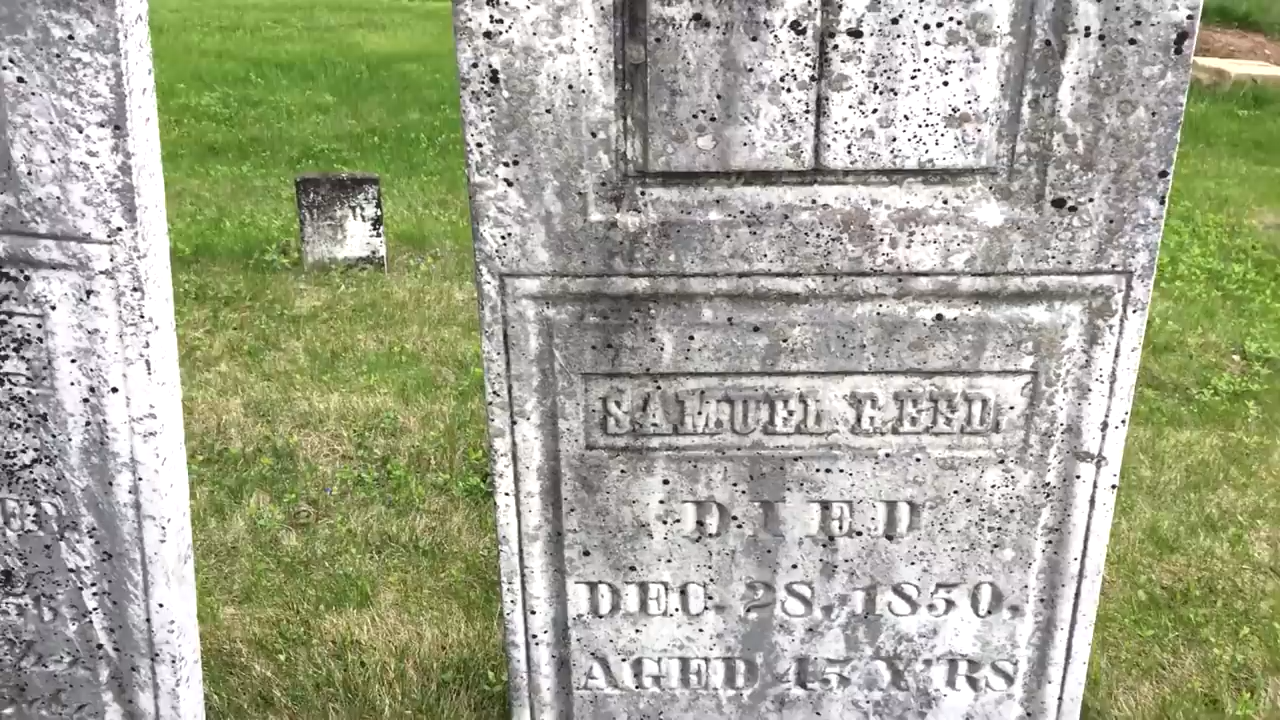 SAMUEL REED.
DIED
DEC. 28, 1850.
AGED 45 Y'RS